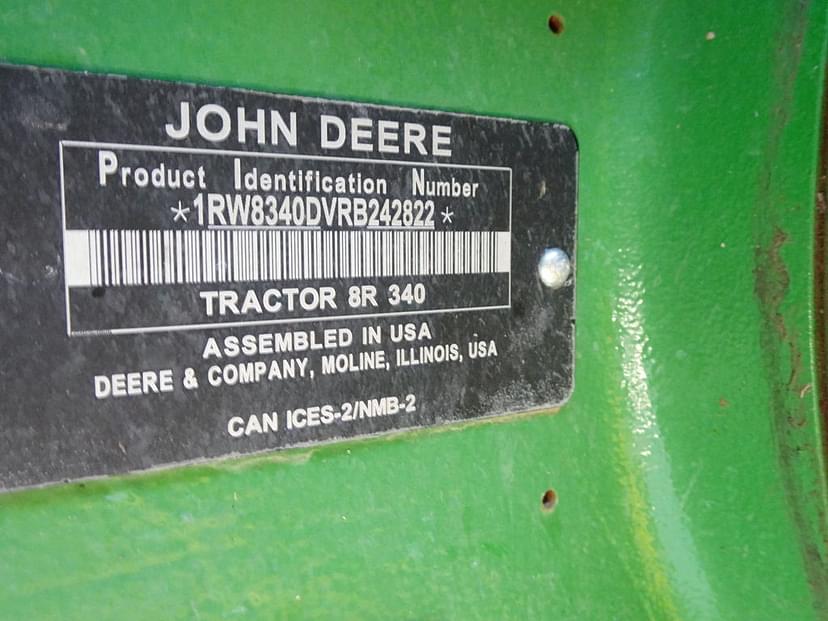 JOHN DEERE
Product Identification Number
*1RW8340DVRB242822*
TRACTOR 8R 340
ASSEMBLED IN USA
DEERE & COMPANY, MOLINE, ILLINOIS, USA
CAN ICES-2/NMB-2